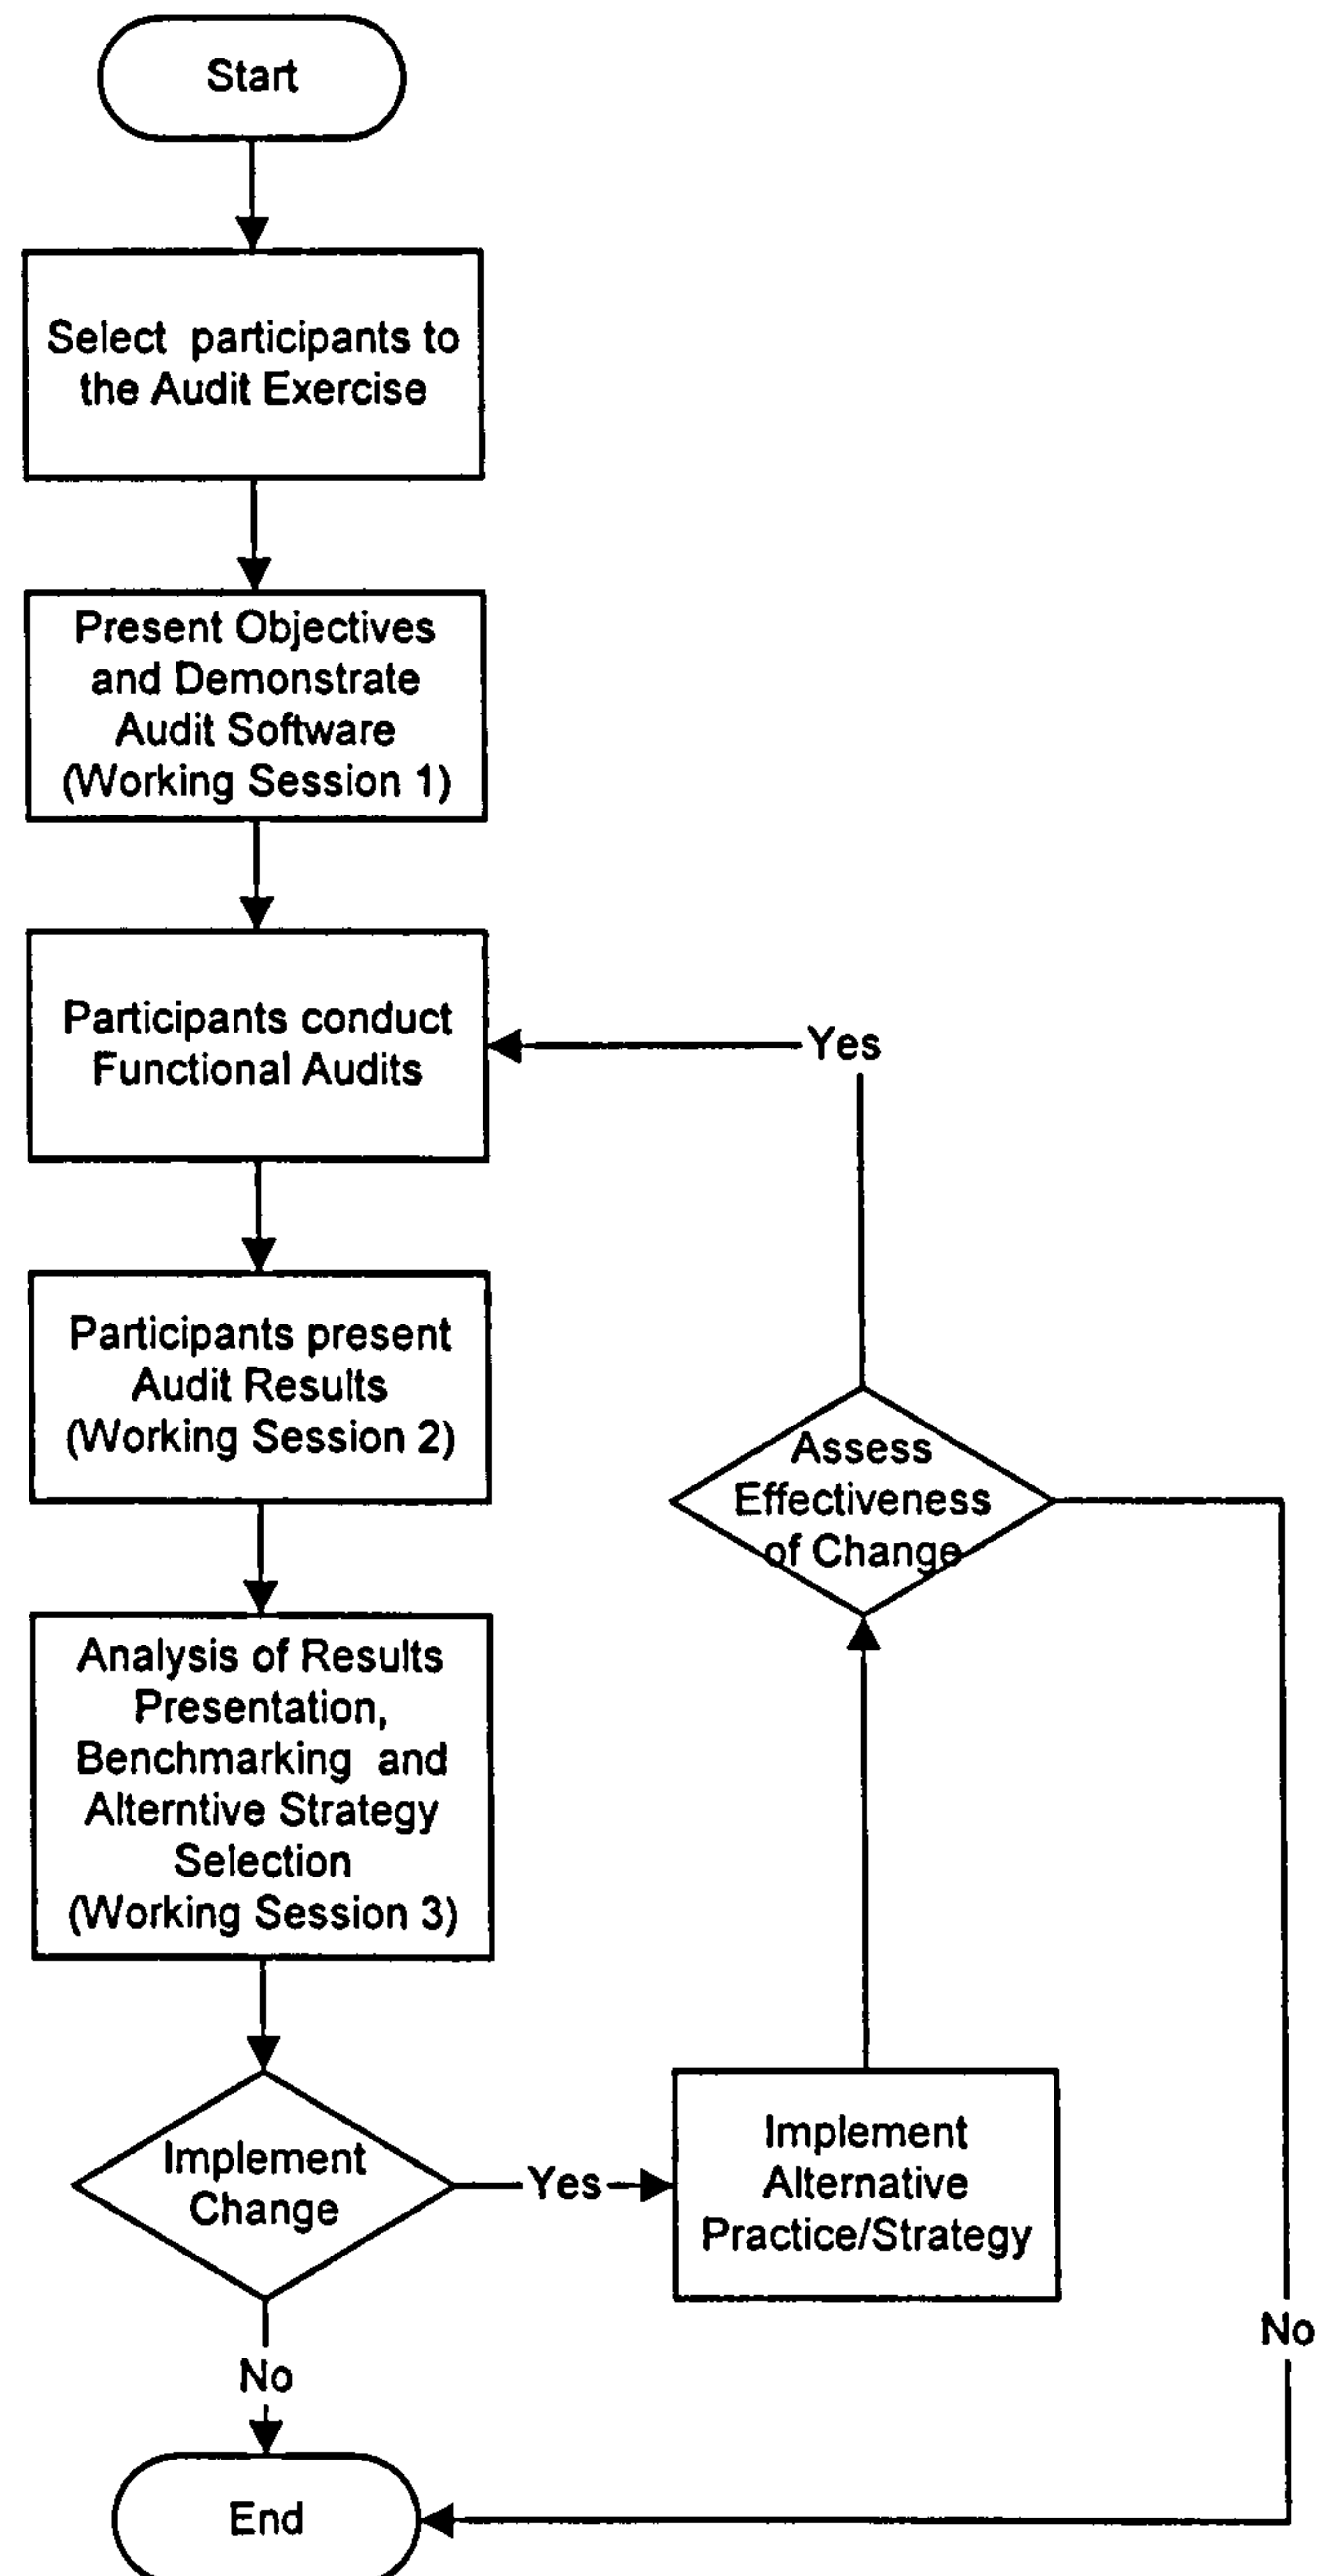 Start
Select participants to
the Audit Exercise
Present Objectives
and Demonstrate
Audit Software
(Working Session 1)
Participants conduct
Functional Audits
Yes
Participants present
Audit Results
(Working Session 2)
Assess
Effectiveness
of Change
Analysis of Results
Presentation,
Benchmarking and
Alterntive Strategy
Selection
(Working Session 3)
Implement
Change
Yes
Implement
Alternative
Practice/Strategy
No
No
End